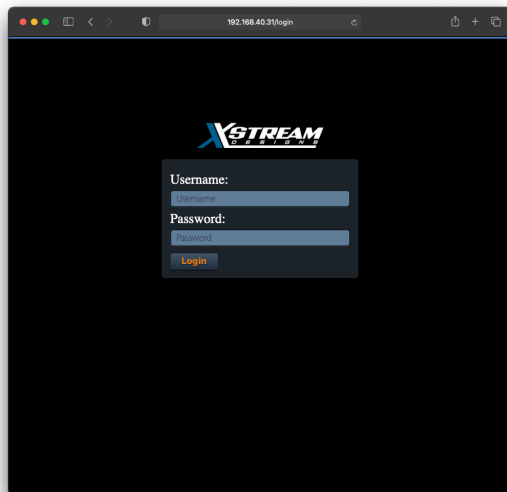 192.168.40.31/login
XSTREAM
DESIGNS
Username:
Username
Password:
Password
Login